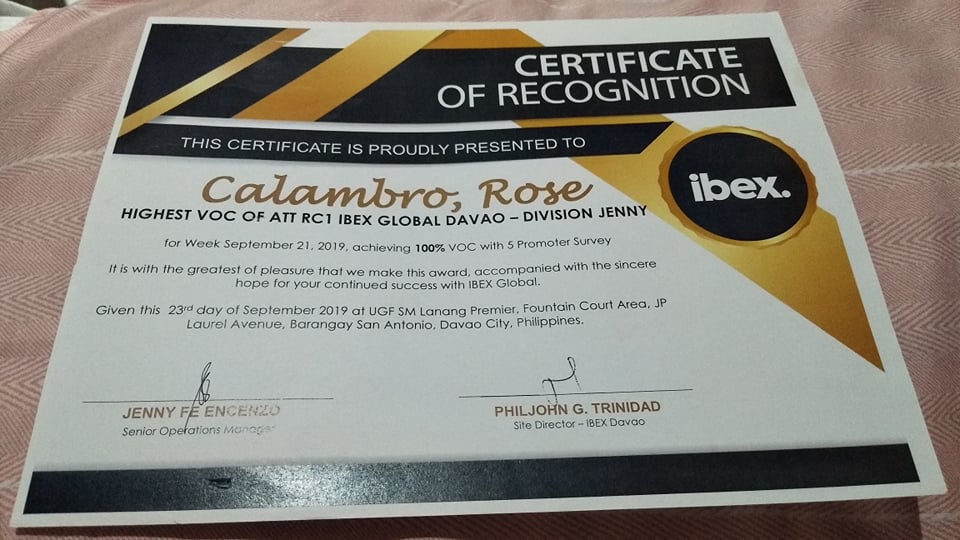 CERTIFICATE
OF RECOGNITION
THIS CERTIFICATE IS PROUDLY PRESENTED TO
ibex.
Calambro, Rose
HIGHEST VOC OF ATT RC1 IBEX GLOBAL DAVAO – DIVISION JENNY
for Week September 21, 2019, achieving 100% VOC with 5 Promoter Survey
It is with the greatest of pleasure that we make this award, accompanied with the sincere
hope for your continued success with IBEX Global.
Given this 23rd day of September 2019 at UGF SM Lanang Premier, Fountain Court Area, JP
Laurel Avenue, Barangay San Antonio, Davao City, Philippines.
JENNY FE ENCENZO
Senior Operations Manager
PHILJOHN G. TRINIDAD
Site Director – IBEX Davao